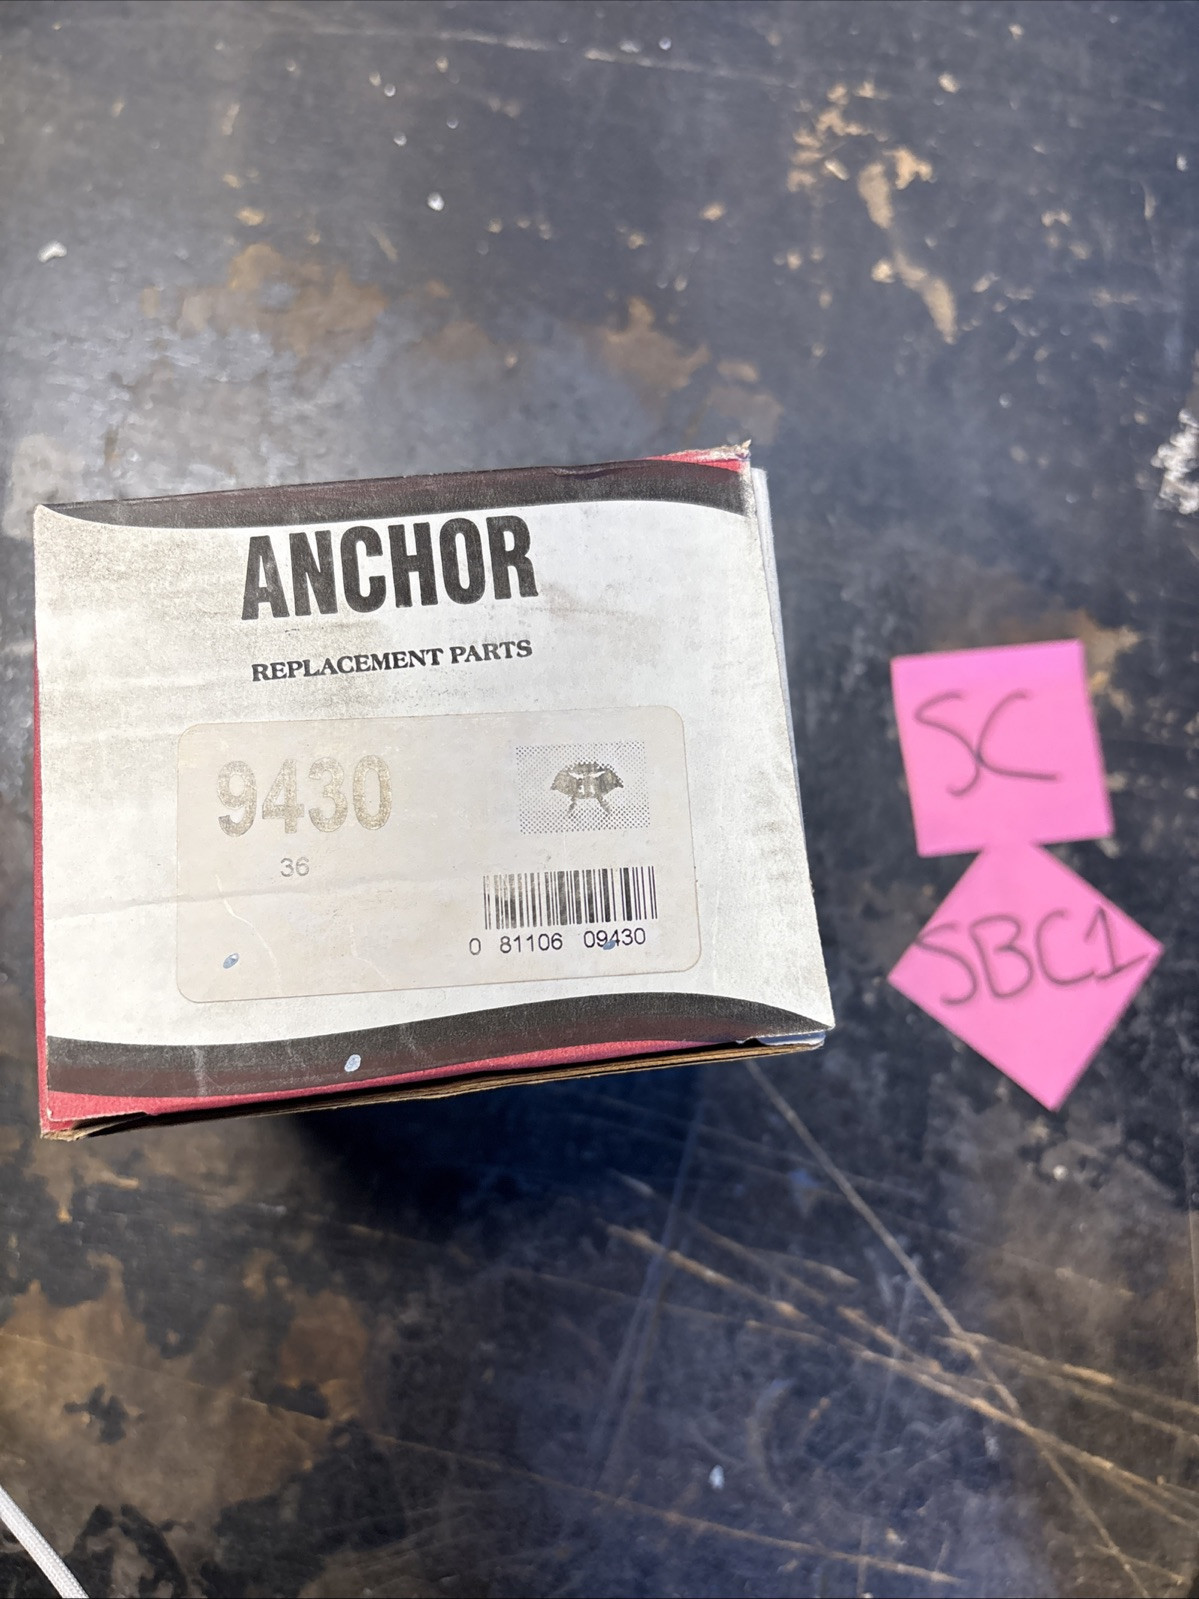 ANCHOR
REPLACEMENT PARTS
9430
36
0 81106 09430
SC
SBC1